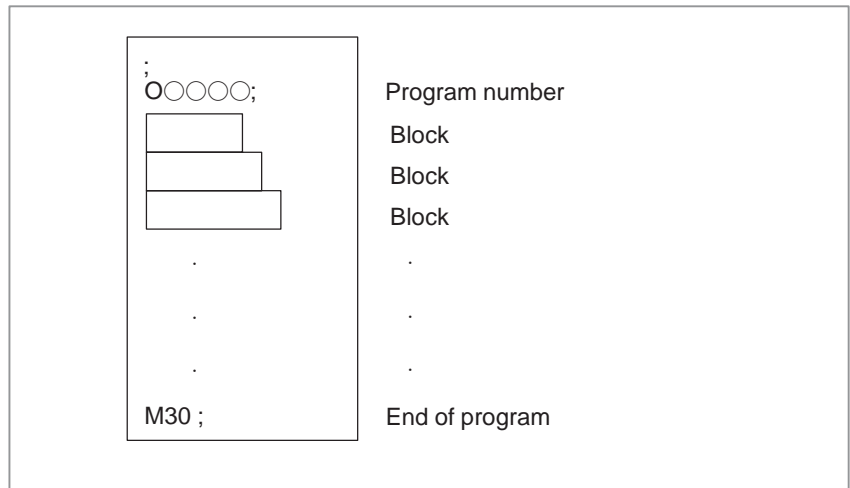 ;
O○○○○; Program number
Block
Block
Block
. .
. .
. .
M30 ; End of program